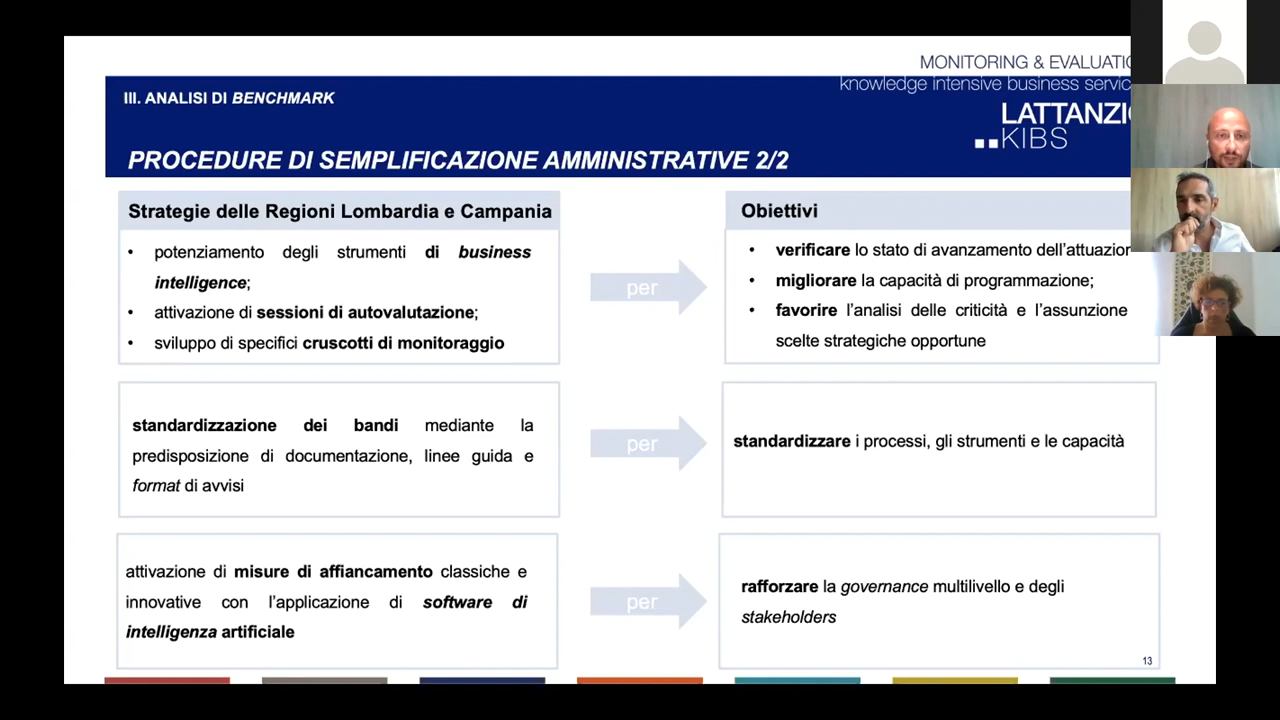 MONITORING & EVALUATIO
knowledge intensive business servic
LATTANZIO
KIBS
III. ANALISI DI BENCHMARK
PROCEDURE DI SEMPLIFICAZIONE AMMINISTRATIVE 2/2
Strategie delle Regioni Lombardia e Campania
• potenziamento degli strumenti di business
intelligence;
• attivazione di sessioni di autovalutazione;
• sviluppo di specifici cruscotti di monitoraggio
per
Obiettivi
• verificare lo stato di avanzamento dell'attuazion
• migliorare la capacità di programmazione;
• favorire l'analisi delle criticità e l'assunzione
scelte strategiche opportune
standardizzazione dei bandi mediante la
predisposizione di documentazione, linee guida e
format di avvisi
per
standardizzare i processi, gli strumenti e le capacità
attivazione di misure di affiancamento classiche e
innovative con l'applicazione di software di
intelligenza artificiale
per
rafforzare la governance multilivello e degli
stakeholders
13